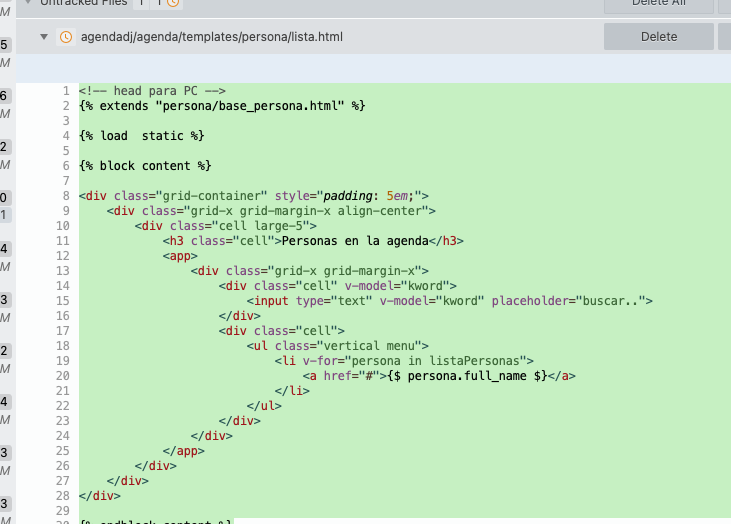 Untracked Files 1 1
Delete All
agendadj/agenda/templates/persona/lista.html
Delete
M
5
M
6
M
2
M
0
1
4
M
3
M
2
M
4
M
3
M
3
M
1 <!-- head para PC -->
2 {% extends "persona/base_persona.html" %}
3
4 {% load  static %}
5
6 {% block content %}
7
8 <div class="grid-container" style="padding: 5em;">
9     <div class="grid-x grid-margin-x align-center">
10         <div class="cell large-5">
11             <h3 class="cell">Personas en la agenda</h3>
12             <app>
13                 <div class="grid-x grid-margin-x">
14                     <div class="cell" v-model="kword">
15                         <input type="text" v-model="kword" placeholder="buscar..">
16                     </div>
17                     <div class="cell">
18                         <ul class="vertical menu">
19                             <li v-for="persona in listaPersonas">
20                                 <a href="#">{$ persona.full_name $}</a>
21                             </li>
22                         </ul>
23                     </div>
24                 </div>
25             </app>
26         </div>
27     </div>
28 </div>
29
30 {% endblock content %}